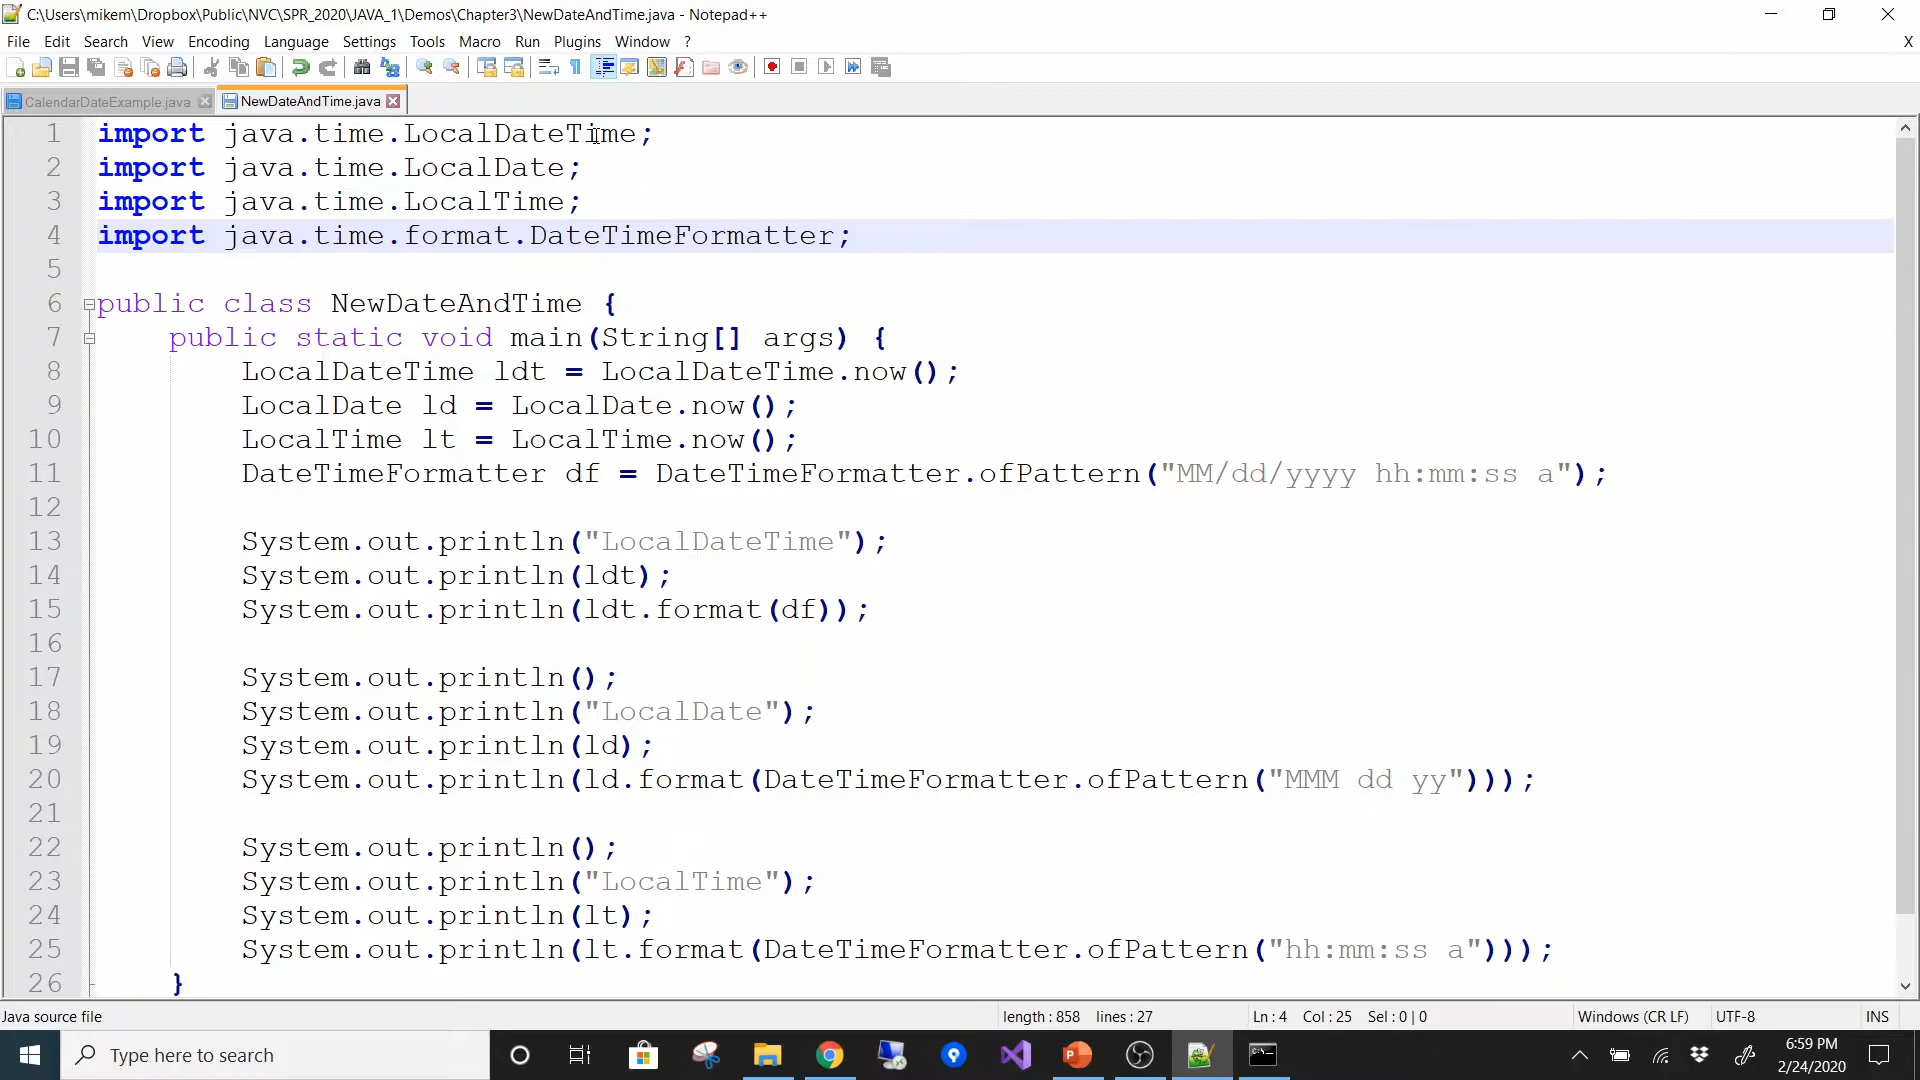 C:\Users\mikem\Dropbox\Public\NVC\SPR_2020\JAVA_1\Demos\Chapter3\NewDateAndTime.java - Notepad++
File Edit Search View Encoding Language Settings Tools Macro Run Plugins Window ? X
CalendarDateExample.java NewDateAndTime.java
1 import java.time.LocalDateTime;
2 import java.time.LocalDate;
3 import java.time.LocalTime;
4 import java.time.format.DateTimeFormatter;
5
6 public class NewDateAndTime {
7 public static void main(String[] args) {
8 LocalDateTime ldt = LocalDateTime.now();
9 LocalDate ld = LocalDate.now();
10 LocalTime lt = LocalTime.now();
11 DateTimeFormatter df = DateTimeFormatter.ofPattern("MM/dd/yyyy hh:mm:ss a");
12
13 System.out.println("LocalDateTime");
14 System.out.println(ldt);
15 System.out.println(ldt.format(df));
16
17 System.out.println();
18 System.out.println("LocalDate");
19 System.out.println(ld);
20 System.out.println(ld.format(DateTimeFormatter.ofPattern("MMM dd yy")));
21
22 System.out.println();
23 System.out.println("LocalTime");
24 System.out.println(lt);
25 System.out.println(lt.format(DateTimeFormatter.ofPattern("hh:mm:ss a")));
26 }
Java source file length : 858 lines : 27 Ln : 4 Col : 25 Sel : 0 | 0 Windows (CR LF) UTF-8 INS
Type here to search
6:59 PM
2/24/2020